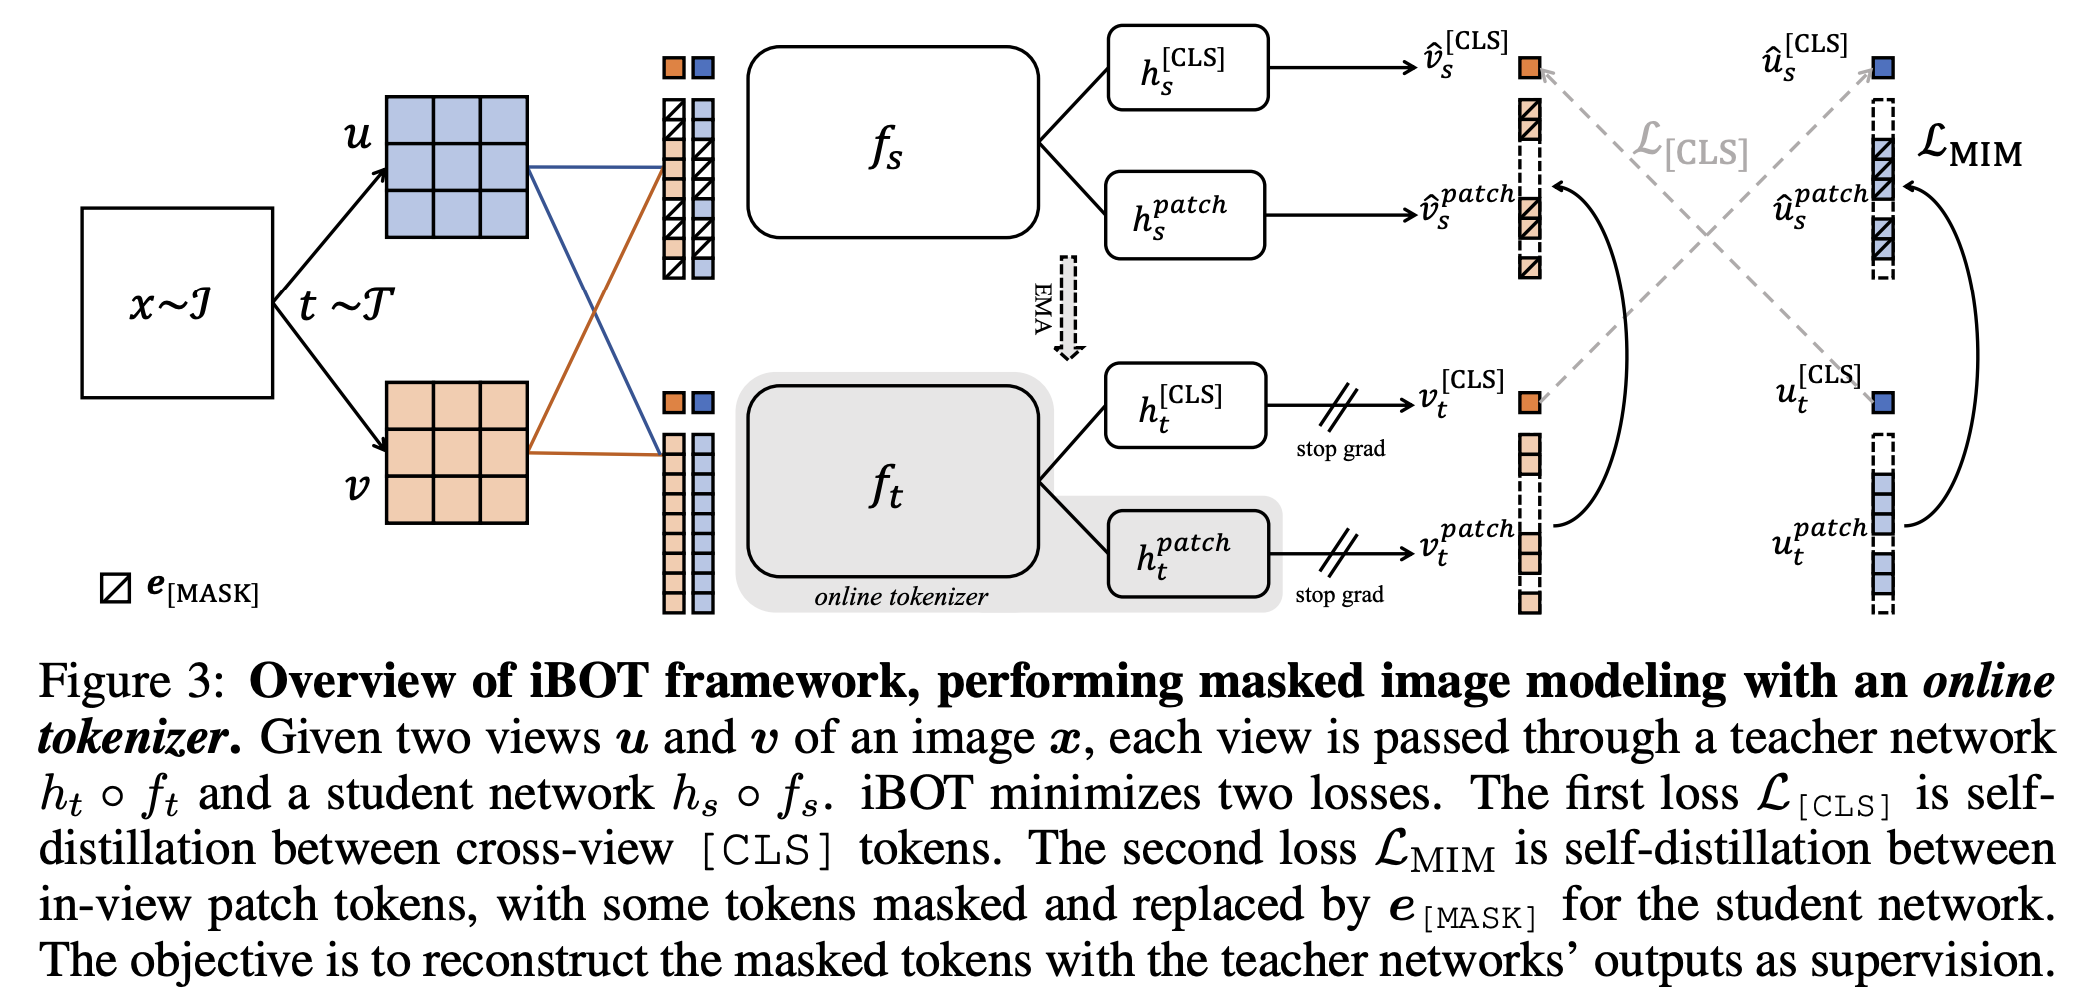 u
x~ℐ
t ~𝒯
v
e[MASK]
f_s
h_s^[CLS]
h_s^patch
v̂_s^[CLS]
v̂_s^patch
û_s^[CLS]
û_s^patch
ℒ[CLS]
ℒMIM
EMA
f_t
online tokenizer
h_t^[CLS]
h_t^patch
stop grad
stop grad
v_t^[CLS]
v_t^patch
u_t^[CLS]
u_t^patch
Figure 3: Overview of iBOT framework, performing masked image modeling with an online
tokenizer. Given two views u and v of an image x, each view is passed through a teacher network
h_t ∘ f_t and a student network h_s ∘ f_s. iBOT minimizes two losses. The first loss ℒ[CLS] is self-
distillation between cross-view [CLS] tokens. The second loss ℒMIM is self-distillation between
in-view patch tokens, with some tokens masked and replaced by e[MASK] for the student network.
The objective is to reconstruct the masked tokens with the teacher networks’ outputs as supervision.